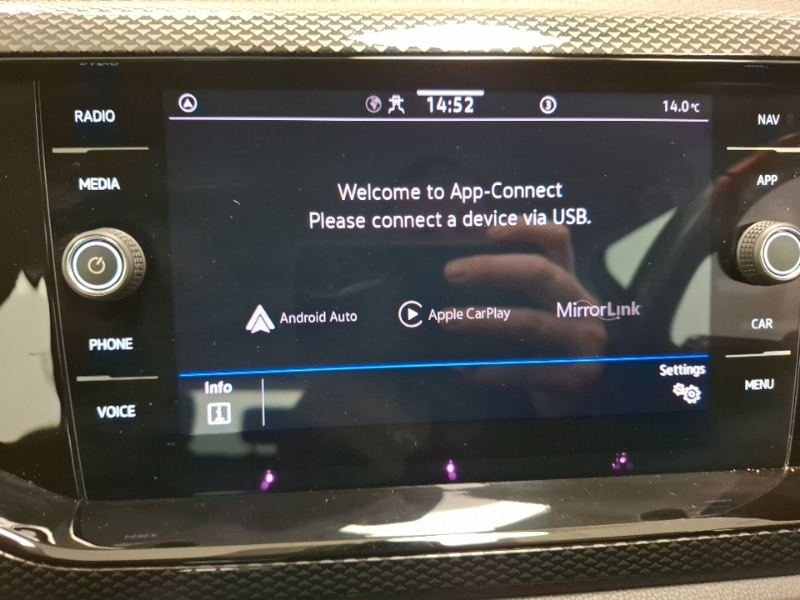 RADIO
MEDIA
PHONE
VOICE
14:52
3
14.0°C
Welcome to App-Connect
Please connect a device via USB.
Android Auto
Apple CarPlay
MirrorLink
Info
i
Settings
NAV
APP
CAR
MENU